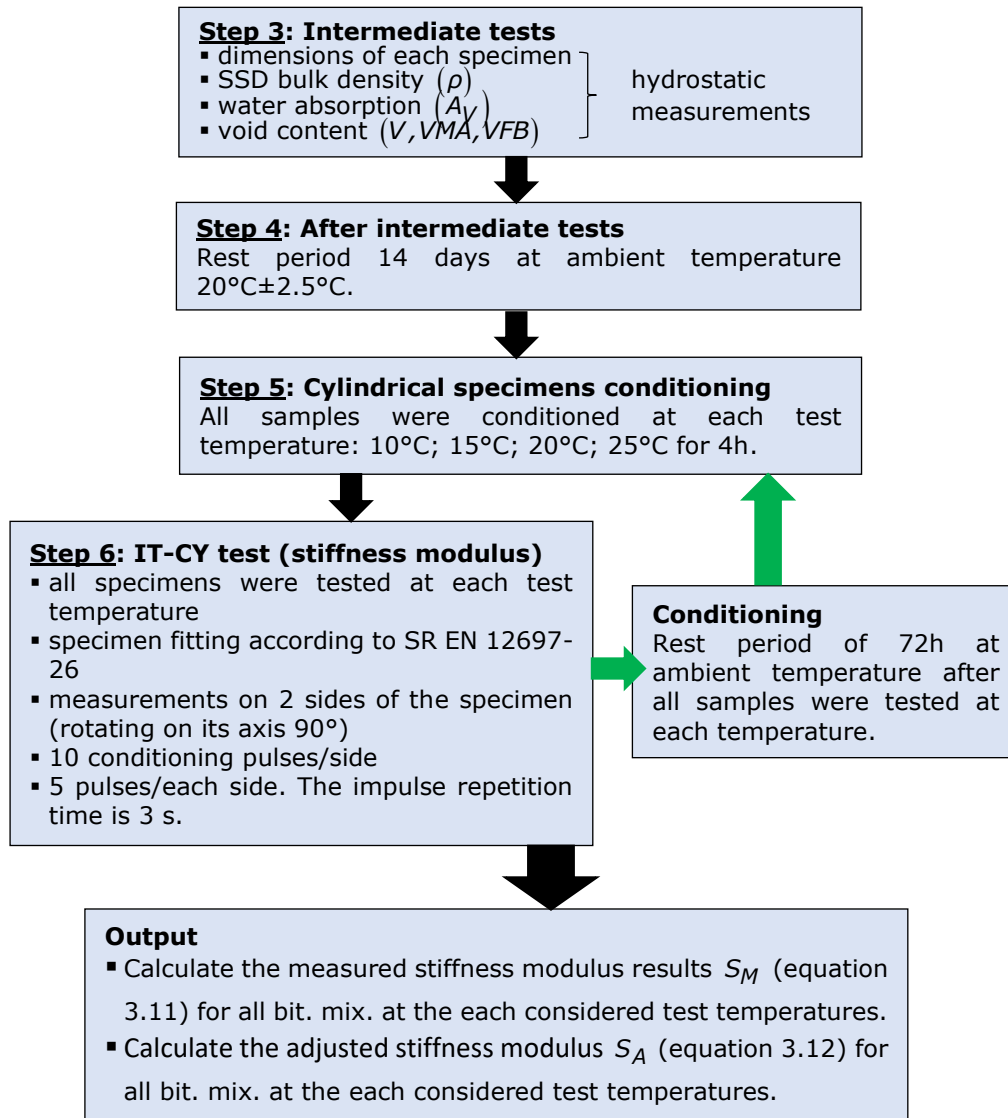 Step 3: Intermediate tests
▪ dimensions of each specimen
▪ SSD bulk density (ρ)
▪ water absorption (A_V)
▪ void content (V,VMA,VFB)
hydrostatic
measurements
Step 4: After intermediate tests
Rest period 14 days at ambient temperature
20°C±2.5°C.
Step 5: Cylindrical specimens conditioning
All samples were conditioned at each test
temperature: 10°C; 15°C; 20°C; 25°C for 4h.
Step 6: IT-CY test (stiffness modulus)
▪ all specimens were tested at each test
temperature
▪ specimen fitting according to SR EN 12697-
26
▪ measurements on 2 sides of the specimen
(rotating on its axis 90°)
▪ 10 conditioning pulses/side
▪ 5 pulses/each side. The impulse repetition
time is 3 s.
Conditioning
Rest period of 72h at
ambient temperature after
all samples were tested at
each temperature.
Output
▪ Calculate the measured stiffness modulus results S_M (equation
3.11) for all bit. mix. at the each considered test temperatures.
▪ Calculate the adjusted stiffness modulus S_A (equation 3.12) for
all bit. mix. at the each considered test temperatures.